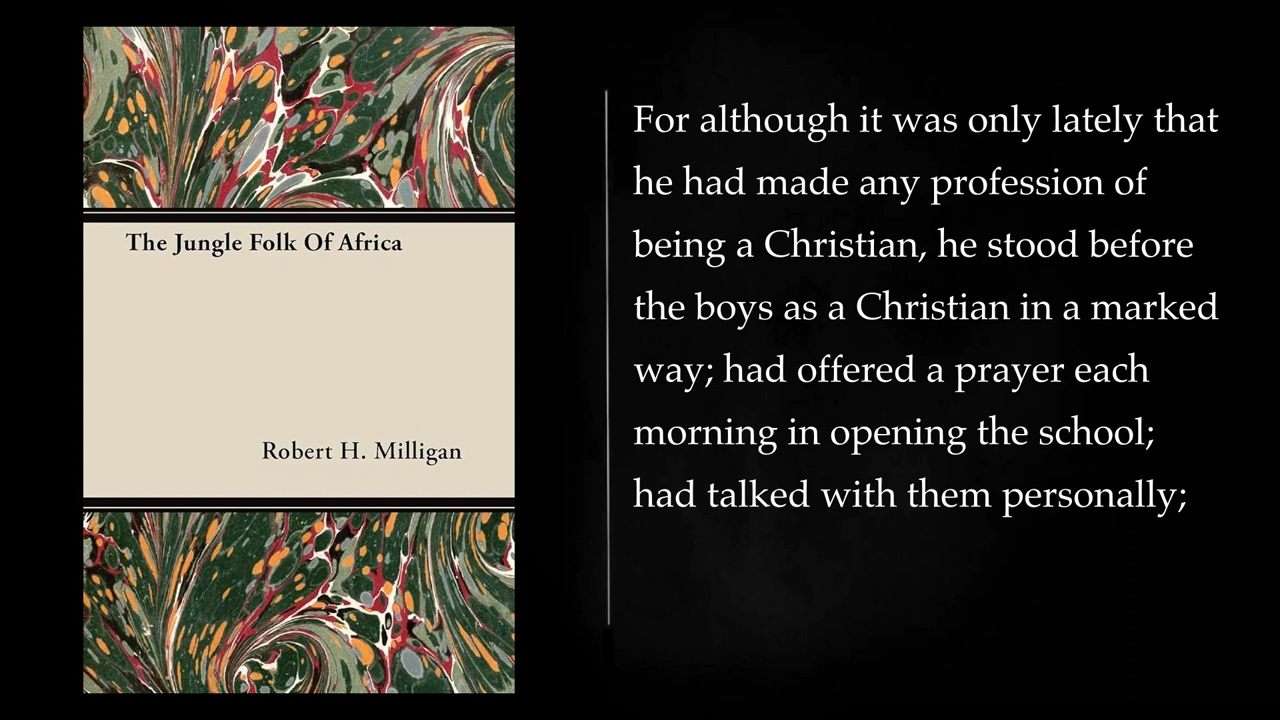 The Jungle Folk Of Africa
Robert H. Milligan
For although it was only lately that
he had made any profession of
being a Christian, he stood before
the boys as a Christian in a marked
way; had offered a prayer each
morning in opening the school;
had talked with them personally;